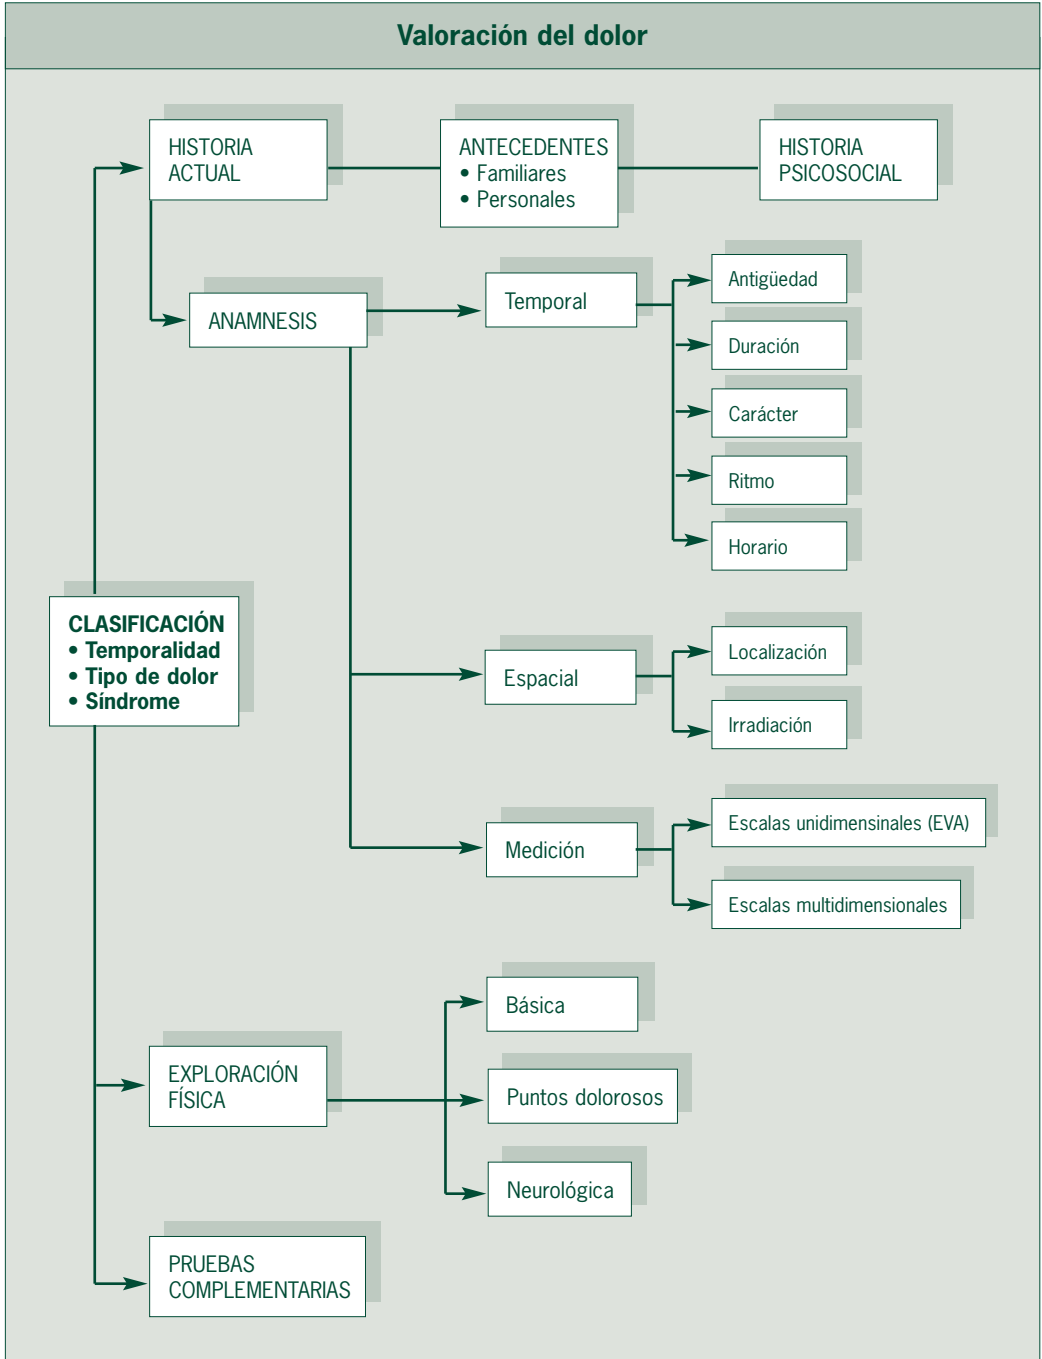 Valoración del dolor
HISTORIA
ACTUAL
ANTECEDENTES
• Familiares
• Personales
HISTORIA
PSICOSOCIAL
ANAMNESIS
Temporal
Antigüedad
Duración
Carácter
Ritmo
Horario
CLASIFICACIÓN
• Temporalidad
• Tipo de dolor
• Síndrome
Espacial
Localización
Irradiación
Medición
Escalas unidimensinales (EVA)
Escalas multidimensionales
EXPLORACIÓN
FÍSICA
Básica
Puntos dolorosos
Neurológica
PRUEBAS
COMPLEMENTARIAS